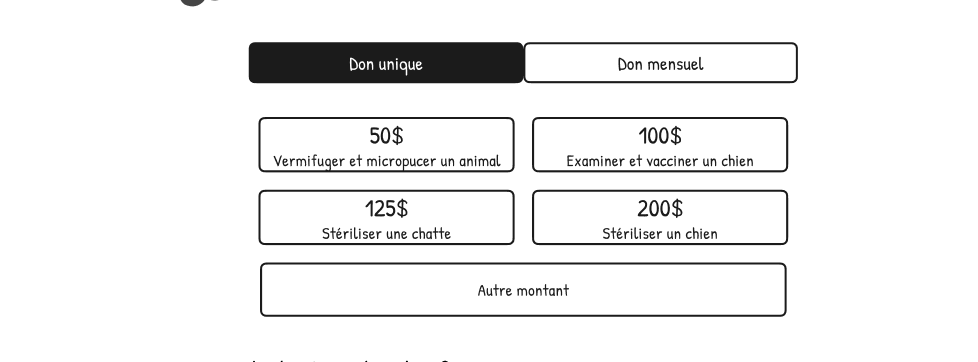 Don unique
Don mensuel
50$
Vermifuger et micropucer un animal
100$
Examiner et vacciner un chien
125$
Stériliser une chatte
200$
Stériliser un chien
Autre montant